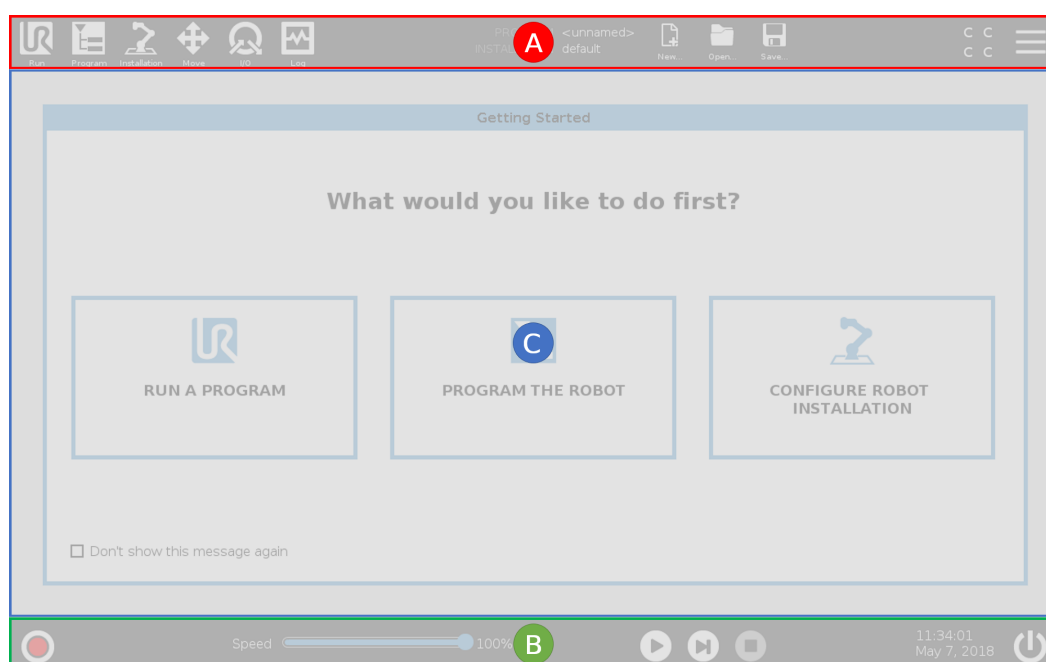 <unnamed>
default
A
Run Program Installation Move I/O Log
New... Open... Save...
C C
C C
Getting Started
What would you like to do first?
C
RUN A PROGRAM
PROGRAM THE ROBOT
CONFIGURE ROBOT
INSTALLATION
Don't show this message again
Speed 100%
B
11:34:01
May 7, 2018